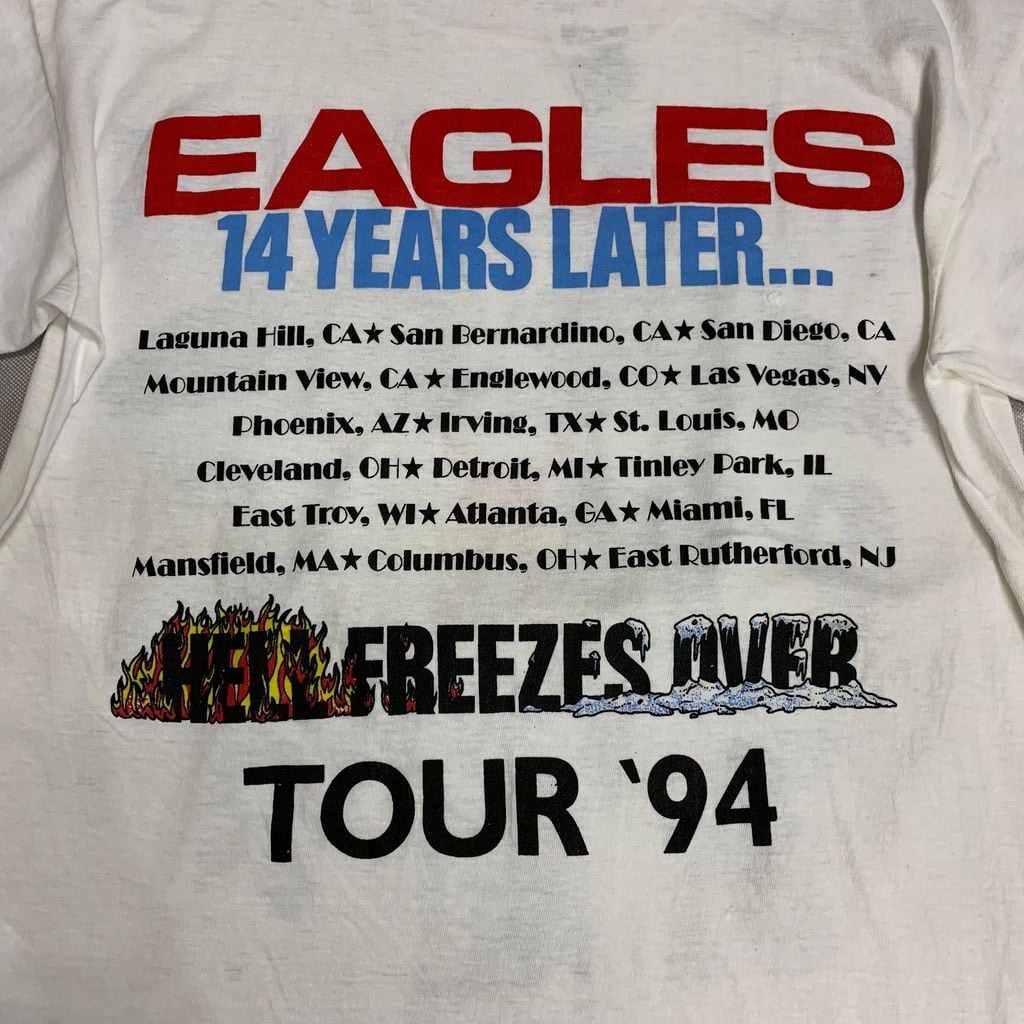 EAGLES
14 YEARS LATER...
Laguna Hill, CA★ San Bernardino, CA★ San Diego, CA
Mountain View, CA ★ Englewood, CO★ Las Vegas, NV
Phoenix, AZ★ Irving, TX★ St. Louis, MO
Cleveland, OH★ Detroit, MI★ Tinley Park, IL
East Troy, WI★ Atlanta, GA★ Miami, FL
Mansfield, MA★ Columbus, OH★ East Rutherford, NJ
HELL FREEZES OVER
TOUR '94